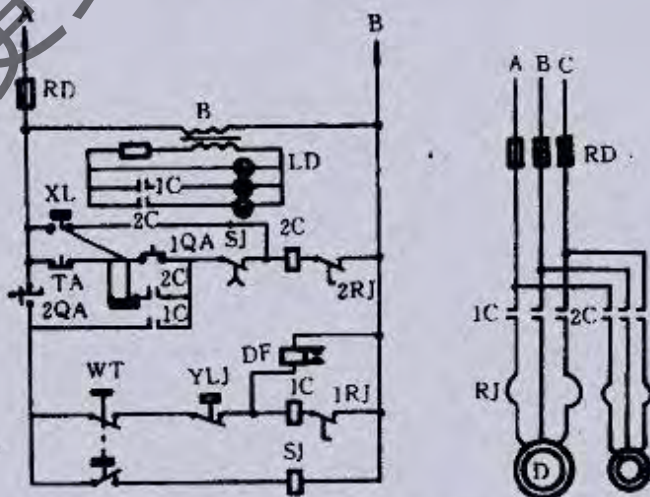 A B
RD
B
LD
1C
XL
2C
1QA SJ 2C
TA 2C
2RJ
2QA 1C
DF
WT YLJ 1C 1RJ
SJ
A B C
RD
1C 2C
RJ
D